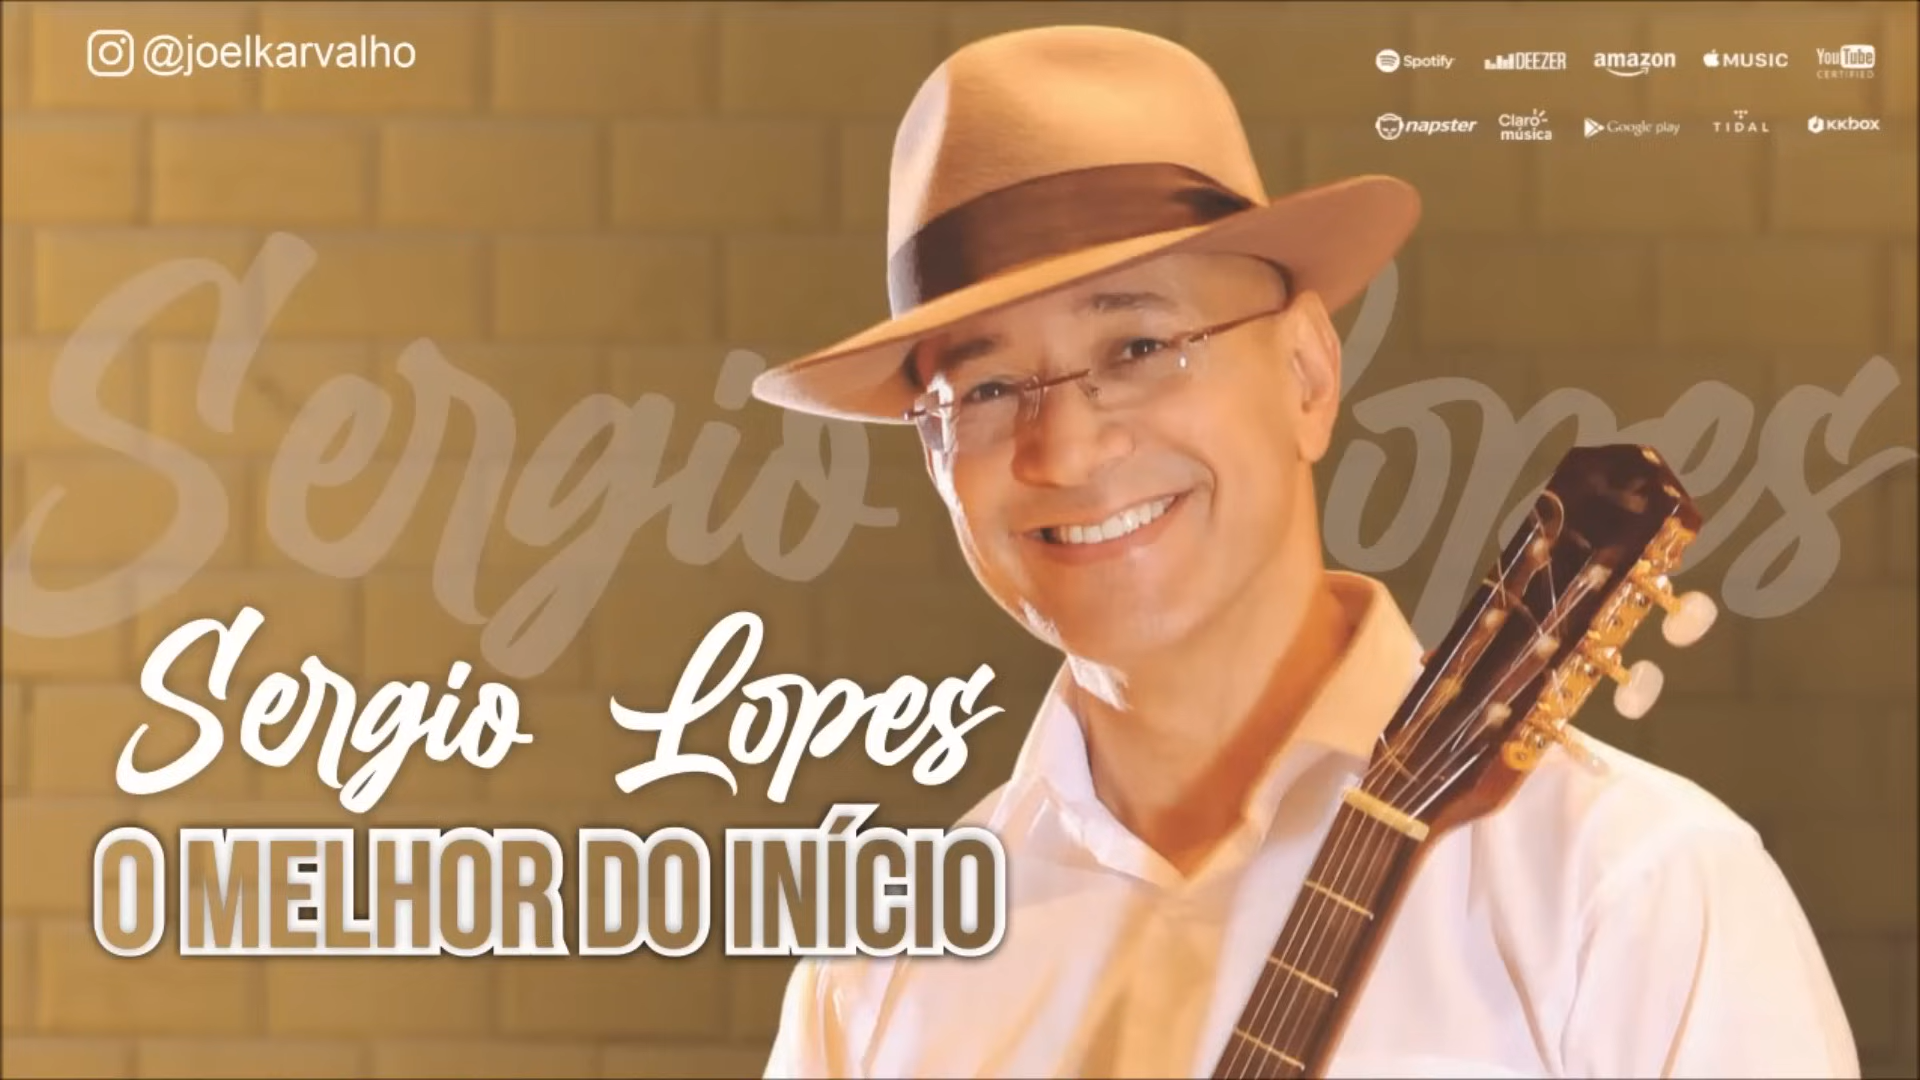 @joelkarvalho
Spotify DEEZER amazon MUSIC YouTube CERTIFIED
napster Claro música Google play TIDAL KKBOX
Sergio Lopes
Sergio Lopes
O MELHOR DO INÍCIO